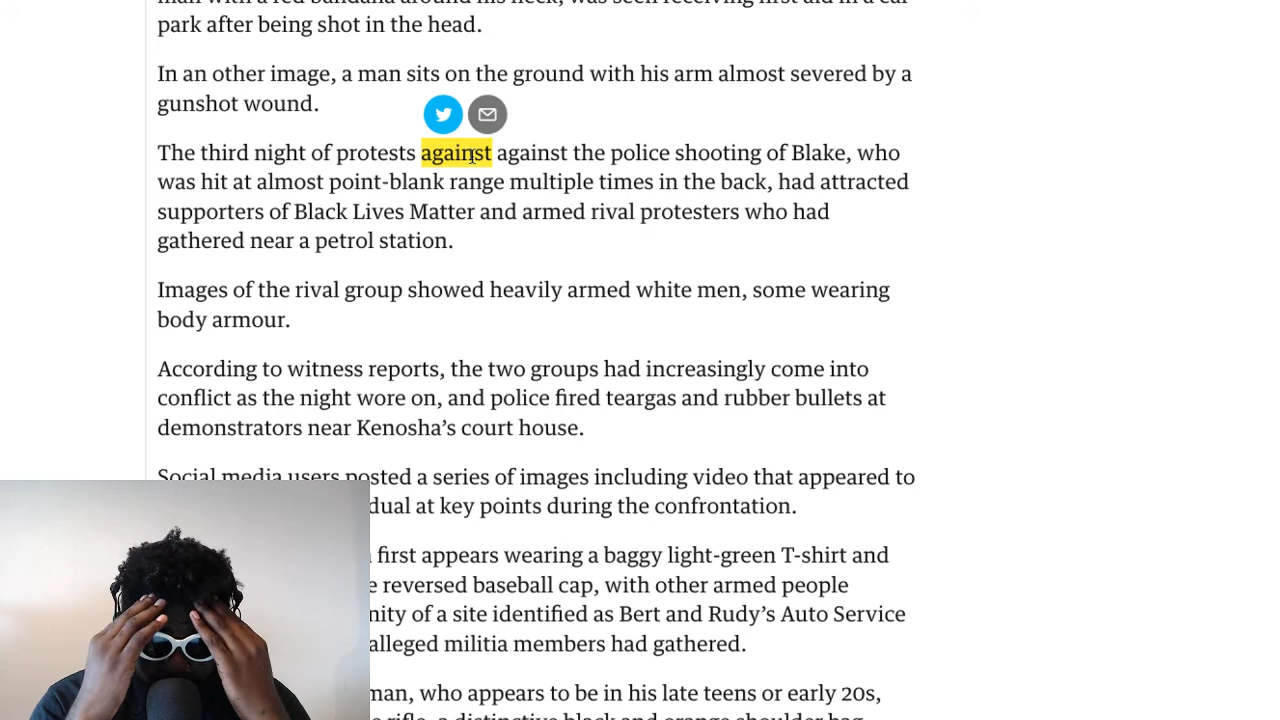 park after being shot in the head.
In an other image, a man sits on the ground with his arm almost severed by a
gunshot wound.
The third night of protests against against the police shooting of Blake, who
was hit at almost point-blank range multiple times in the back, had attracted
supporters of Black Lives Matter and armed rival protesters who had
gathered near a petrol station.
Images of the rival group showed heavily armed white men, some wearing
body armour.
According to witness reports, the two groups had increasingly come into
conflict as the night wore on, and police fired teargas and rubber bullets at
demonstrators near Kenosha’s court house.
Social media users posted a series of images including video that appeared to
dual at key points during the confrontation.
first appears wearing a baggy light-green T-shirt and
e reversed baseball cap, with other armed people
nity of a site identified as Bert and Rudy’s Auto Service
alleged militia members had gathered.
man, who appears to be in his late teens or early 20s,